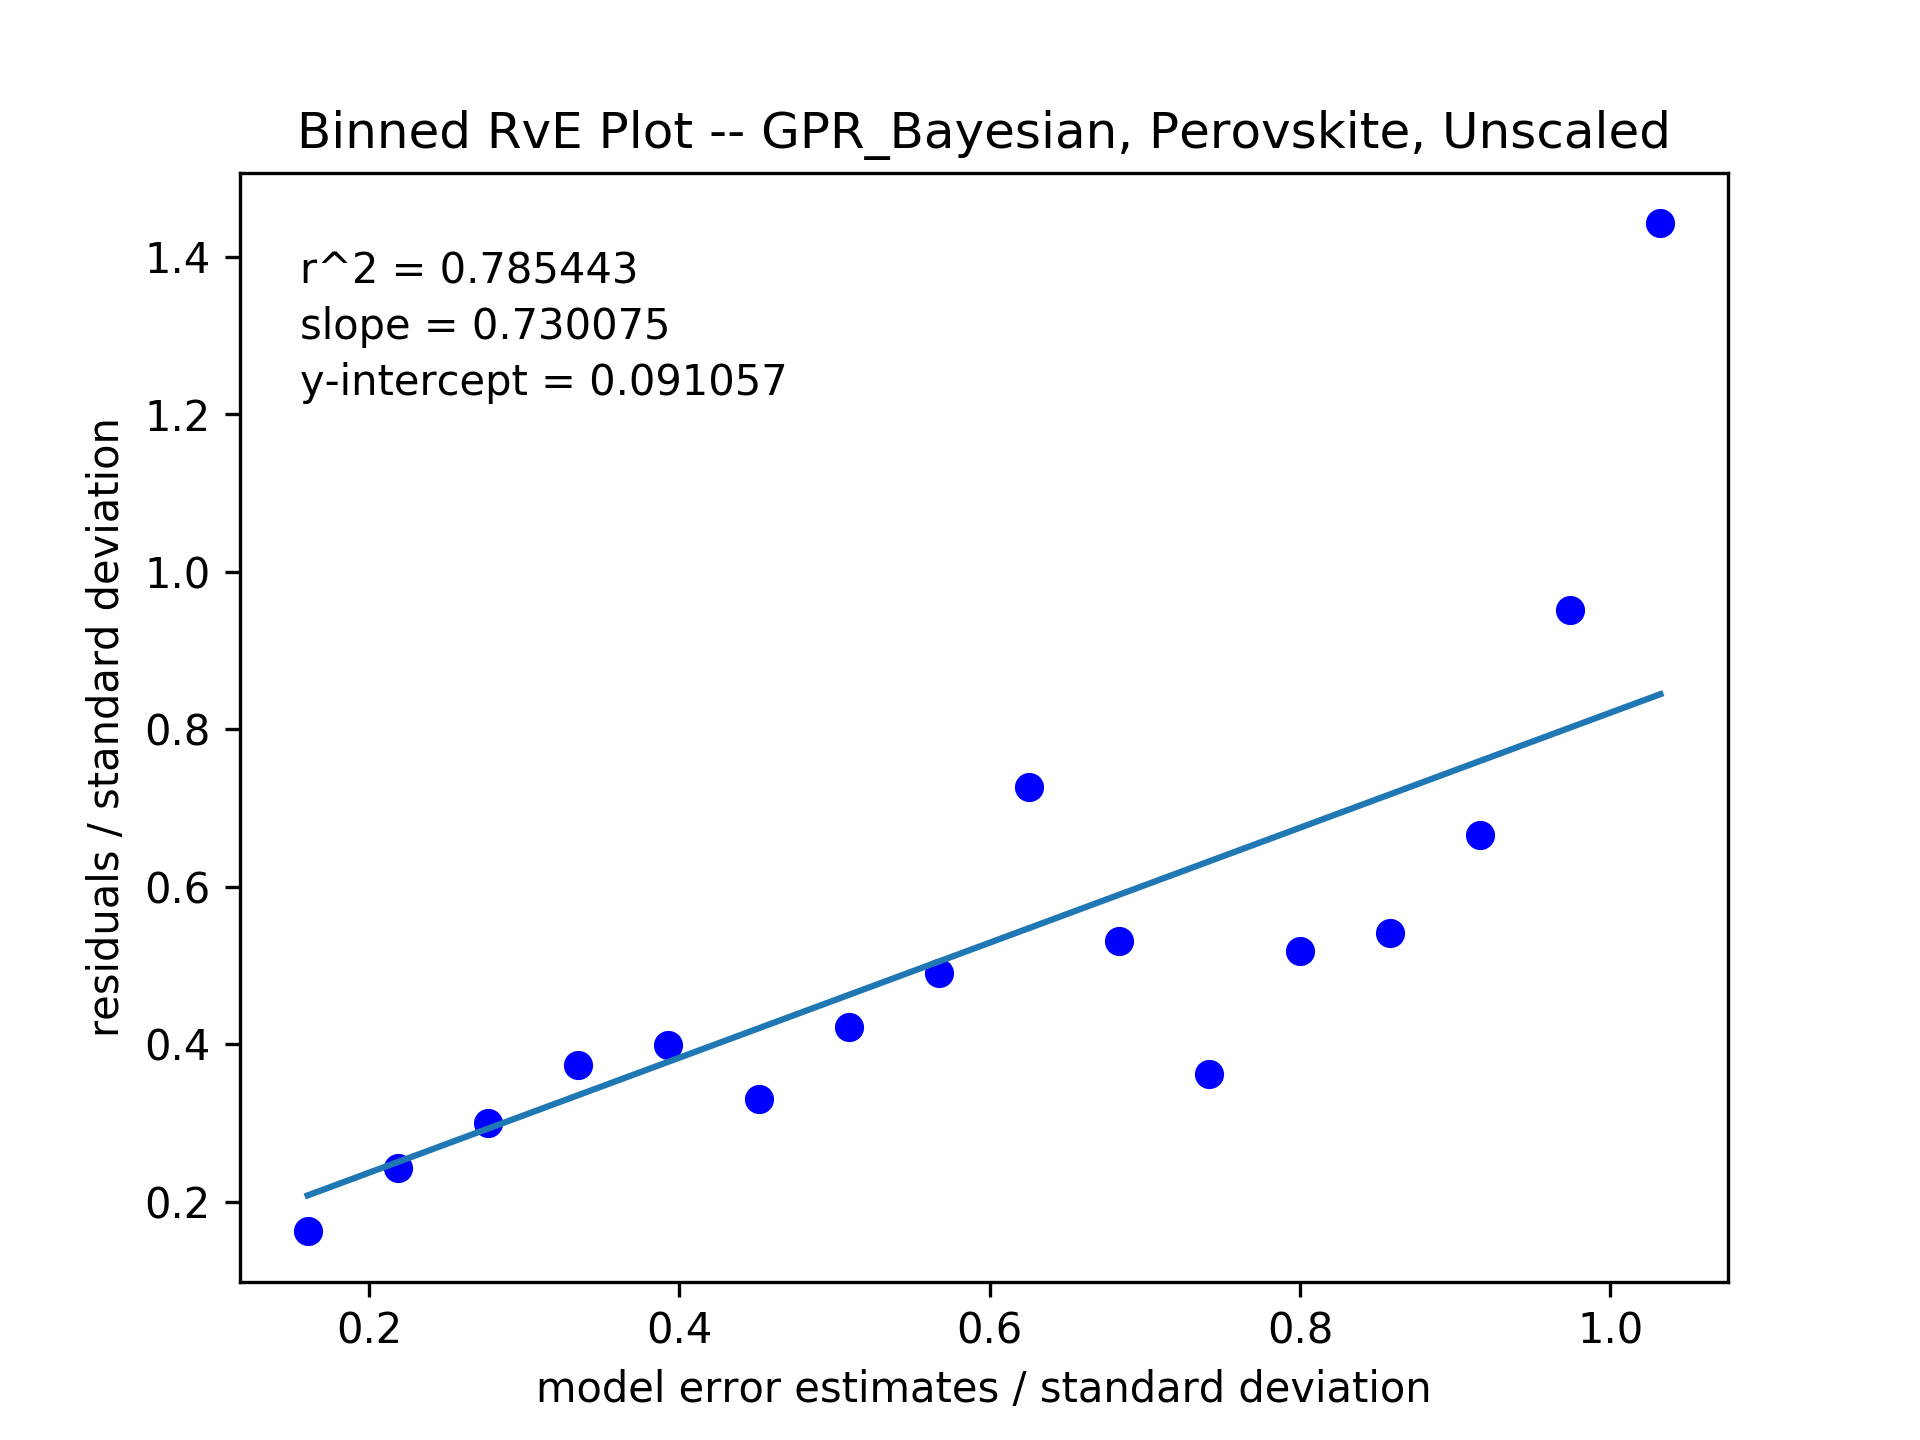 Binned RvE Plot -- GPR_Bayesian, Perovskite, Unscaled
r^2 = 0.785443
slope = 0.730075
y-intercept = 0.091057
residuals / standard deviation
1.4
1.2
1.0
0.8
0.6
0.4
0.2
0.2 0.4 0.6 0.8 1.0
model error estimates / standard deviation